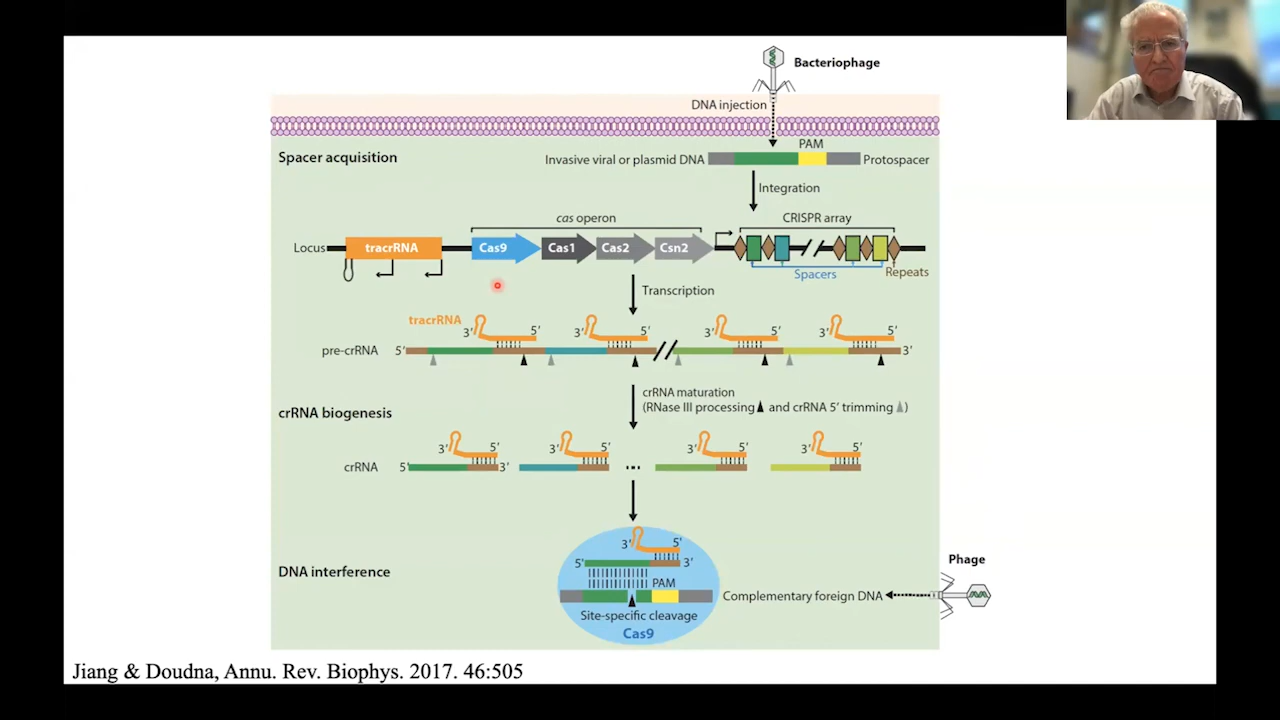 Bacteriophage
DNA injection
Spacer acquisition
PAM
Invasive viral or plasmid DNA
Protospacer
Integration
cas operon
CRISPR array
Locus
tracrRNA
Cas9
Cas1
Cas2
Csn2
Spacers
Repeats
Transcription
tracrRNA
3′ 5′ 3′ 5′ 3′ 5′ 3′ 5′
pre-crRNA 5′ 3′
crRNA maturation
(RNase III processing and crRNA 5′ trimming )
crRNA biogenesis
3′ 5′ 3′ 5′ 3′ 5′ 3′ 5′
crRNA 5′ 3′
3′ 5′
5′ 3′
DNA interference
PAM
Site-specific cleavage
Cas9
Phage
Complementary foreign DNA
Jiang & Doudna, Annu. Rev. Biophys. 2017. 46:505